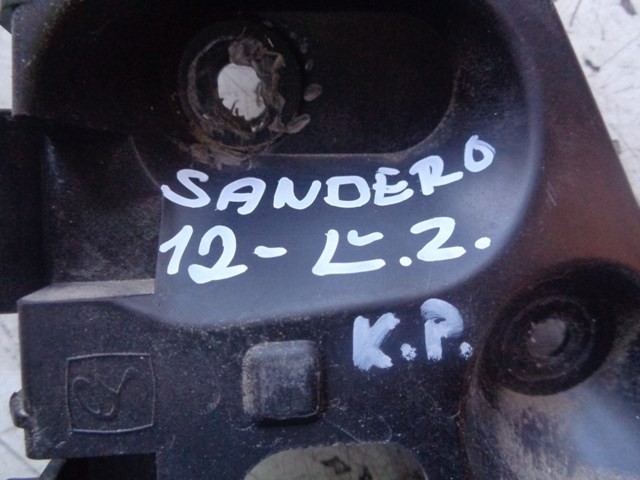 SANDERO
12- L.Z.
K.P.